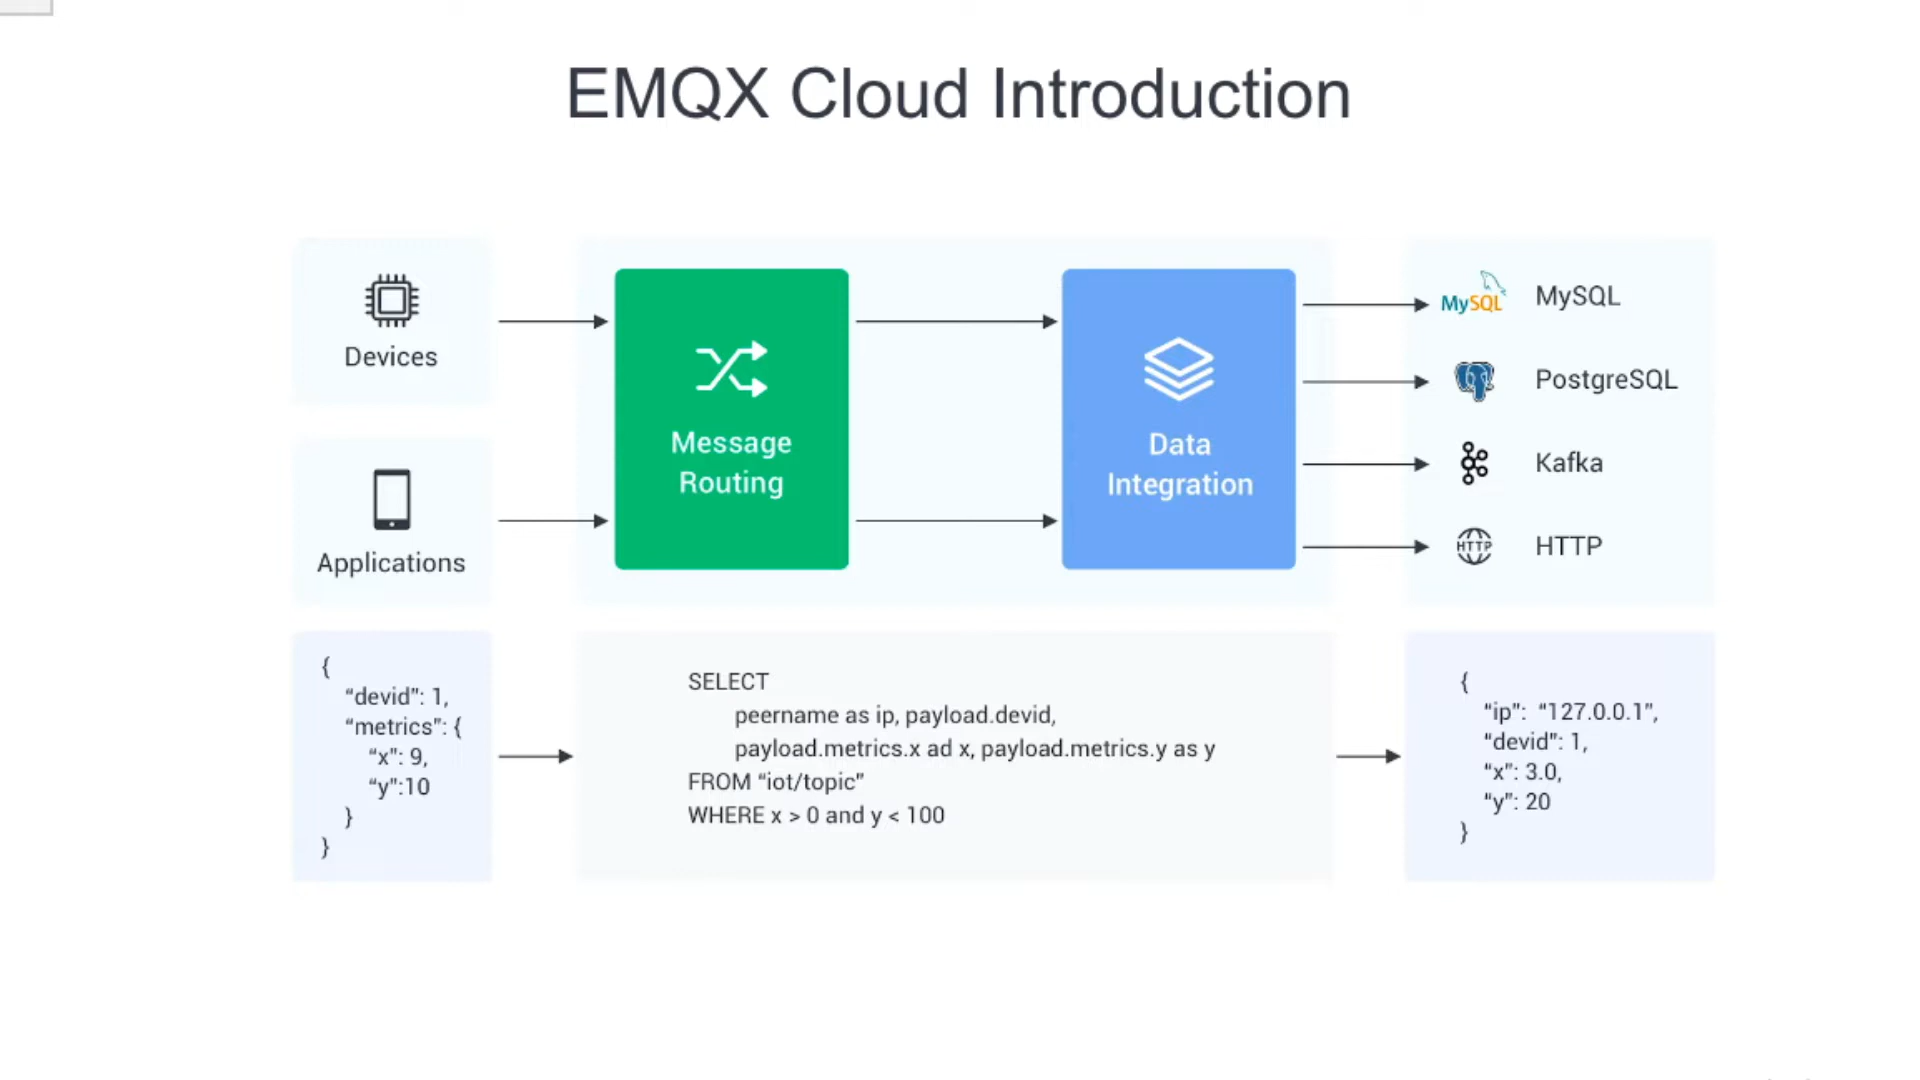 EMQX Cloud Introduction
Devices
Applications
Message
Routing
Data
Integration
MySQL
MySQL
PostgreSQL
Kafka
HTTP
HTTP
{
“devid”: 1,
“metrics”: {
“x”: 9,
“y”:10
}
}
SELECT
peername as ip, payload.devid,
payload.metrics.x ad x, payload.metrics.y as y
FROM “iot/topic”
WHERE x > 0 and y < 100
{
“ip”: “127.0.0.1”,
“devid”: 1,
“x”: 3.0,
“y”: 20
}